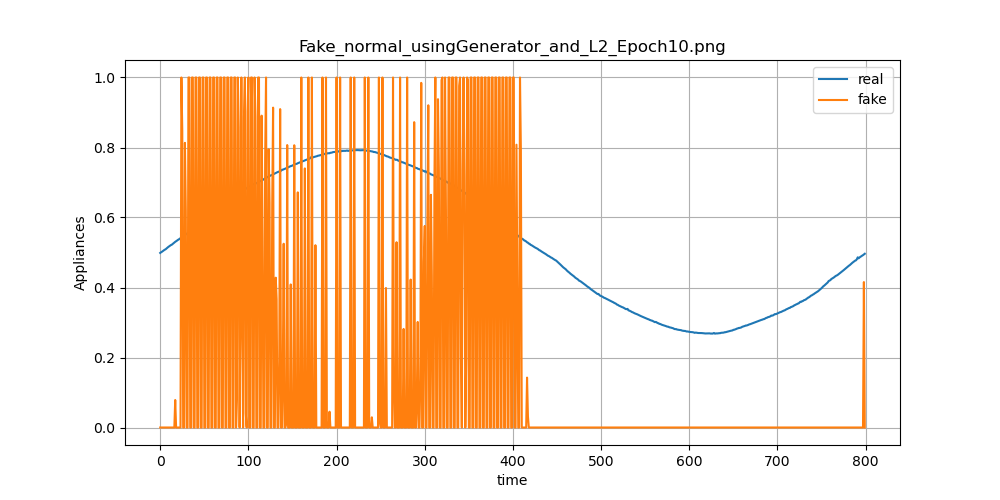 Fake_normal_usingGenerator_and_L2_Epoch10.png
real
fake
Appliances
1.0
0.8
0.6
0.4
0.2
0.0
0 100 200 300 400 500 600 700 800
time